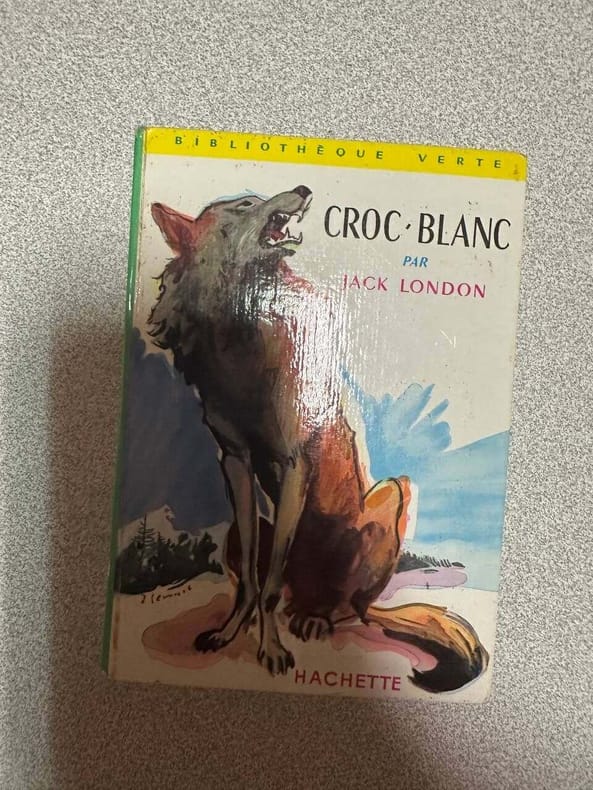 BIBLIOTHÈQUE VERTE
CROC-BLANC
PAR
JACK LONDON
HACHETTE